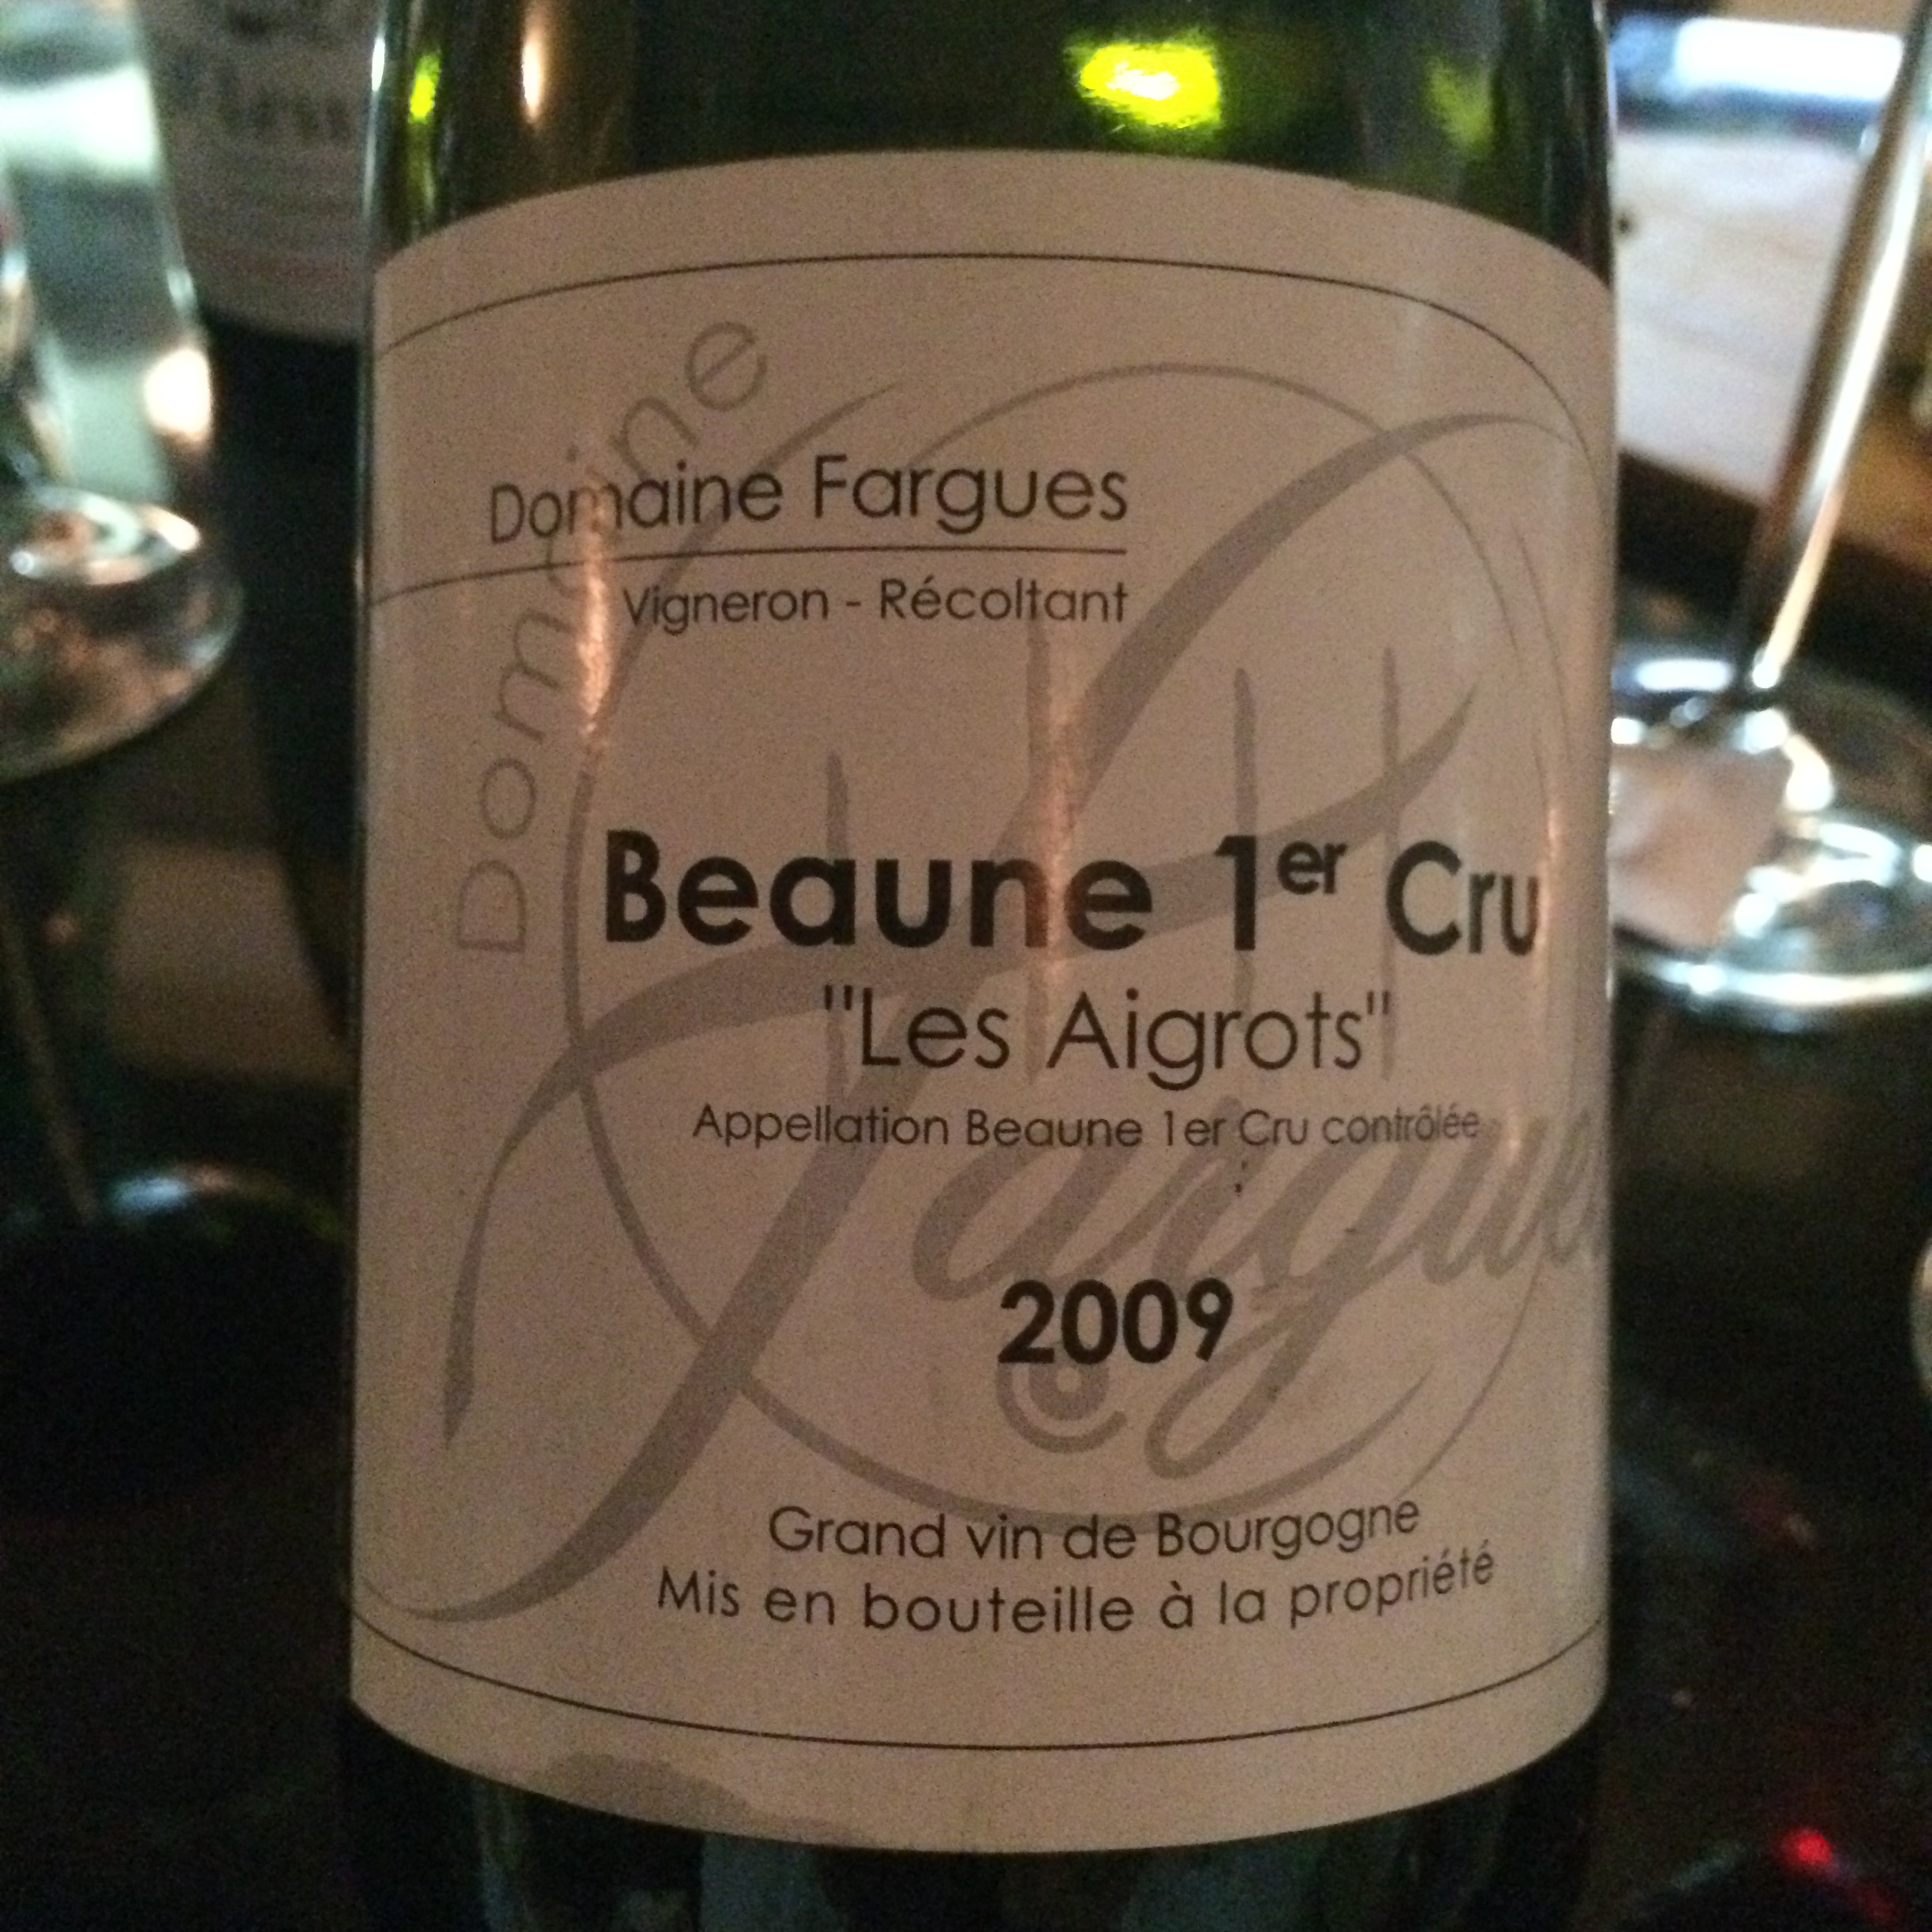 Domaine
Domaine Fargues
Vigneron - Récoltant
Beaune 1er Cru
"Les Aigrots"
Appellation Beaune 1er Cru contrôlée
Fargues
2009
Grand vin de Bourgogne
Mis en bouteille à la propriété